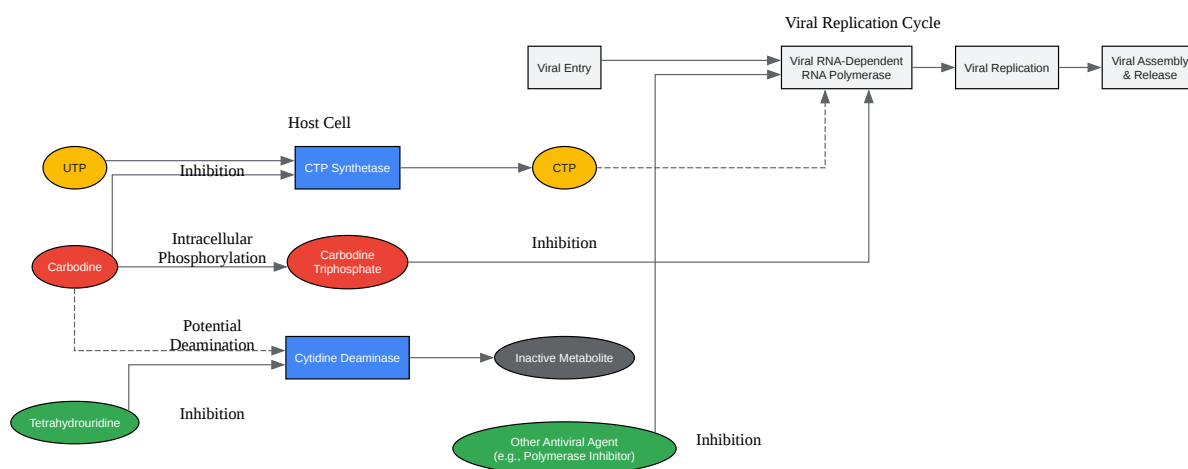 Viral Replication Cycle
Viral Entry
Viral RNA-Dependent
RNA Polymerase
Viral Replication
Viral Assembly
& Release
Host Cell
UTP
Inhibition
CTP Synthetase
CTP
Carbodine
Intracellular
Phosphorylation
Carbodine
Triphosphate
Inhibition
Potential
Deamination
Cytidine Deaminase
Inactive Metabolite
Tetrahydrouridine
Inhibition
Other Antiviral Agent
(e.g., Polymerase Inhibitor)
Inhibition